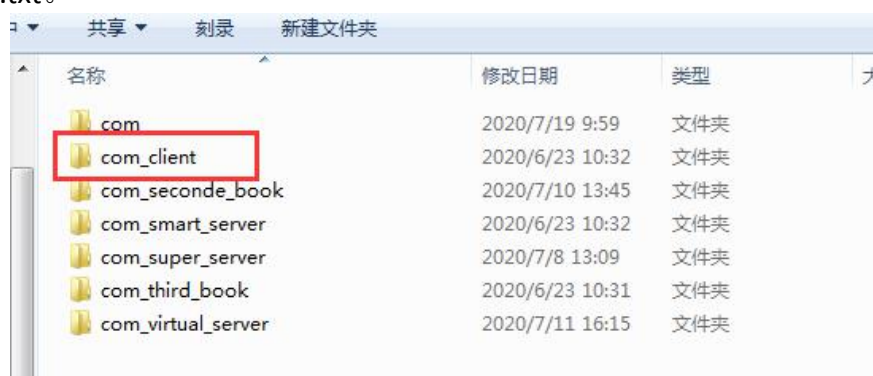 共享 刻录 新建文件夹
名称 修改日期 类型
com 2020/7/19 9:59 文件夹
com_client 2020/6/23 10:32 文件夹
com_seconde_book 2020/7/10 13:45 文件夹
com_smart_server 2020/6/23 10:32 文件夹
com_super_server 2020/7/8 13:09 文件夹
com_third_book 2020/6/23 10:31 文件夹
com_virtual_server 2020/7/11 16:15 文件夹